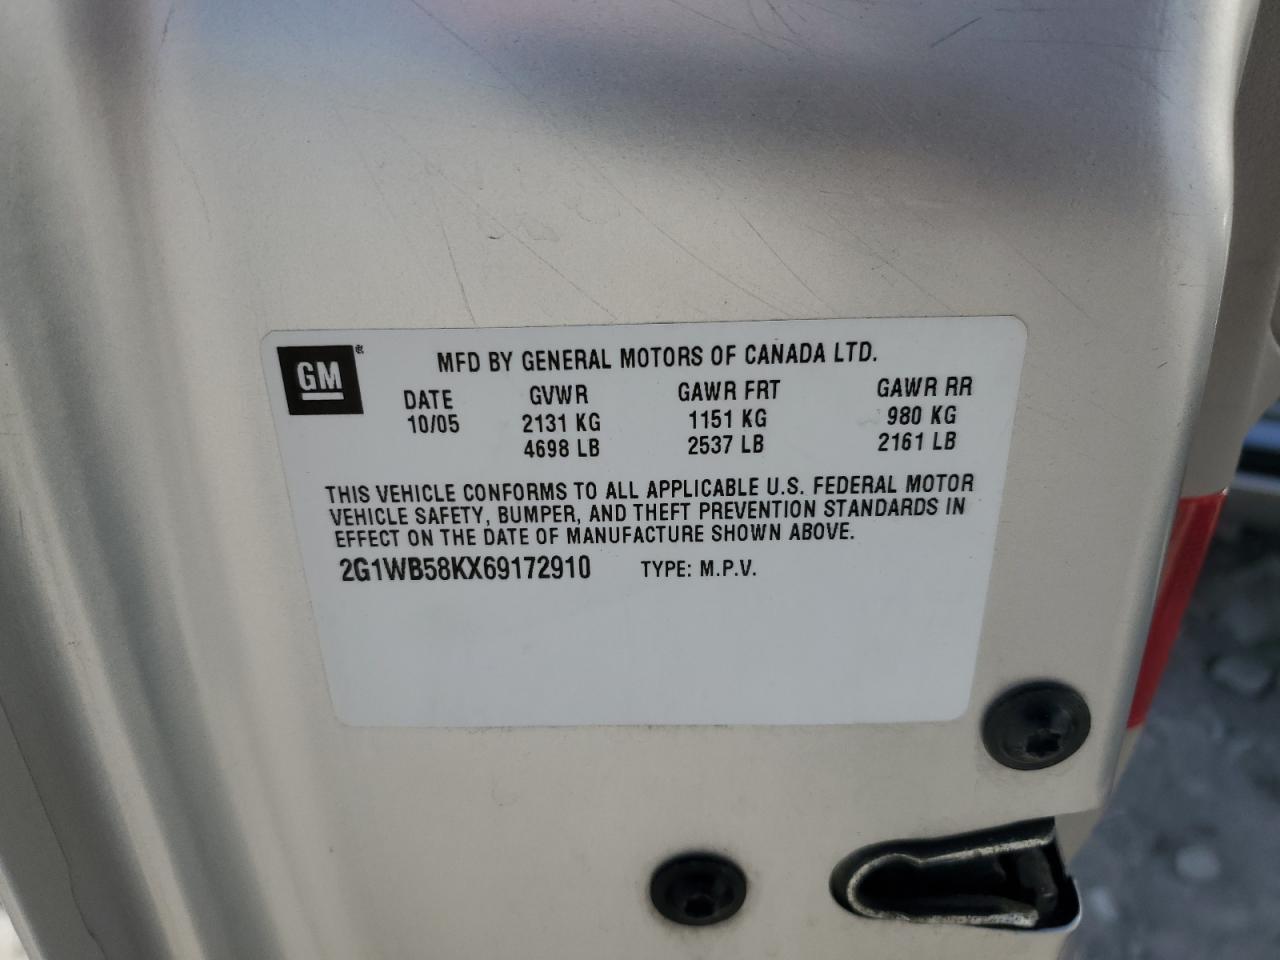 GM®
MFD BY GENERAL MOTORS OF CANADA LTD.
DATE GVWR GAWR FRT GAWR RR
10/05 2131 KG 1151 KG 980 KG
4698 LB 2537 LB 2161 LB
THIS VEHICLE CONFORMS TO ALL APPLICABLE U.S. FEDERAL MOTOR
VEHICLE SAFETY, BUMPER, AND THEFT PREVENTION STANDARDS IN
EFFECT ON THE DATE OF MANUFACTURE SHOWN ABOVE.
2G1WB58KX69172910 TYPE: M.P.V.